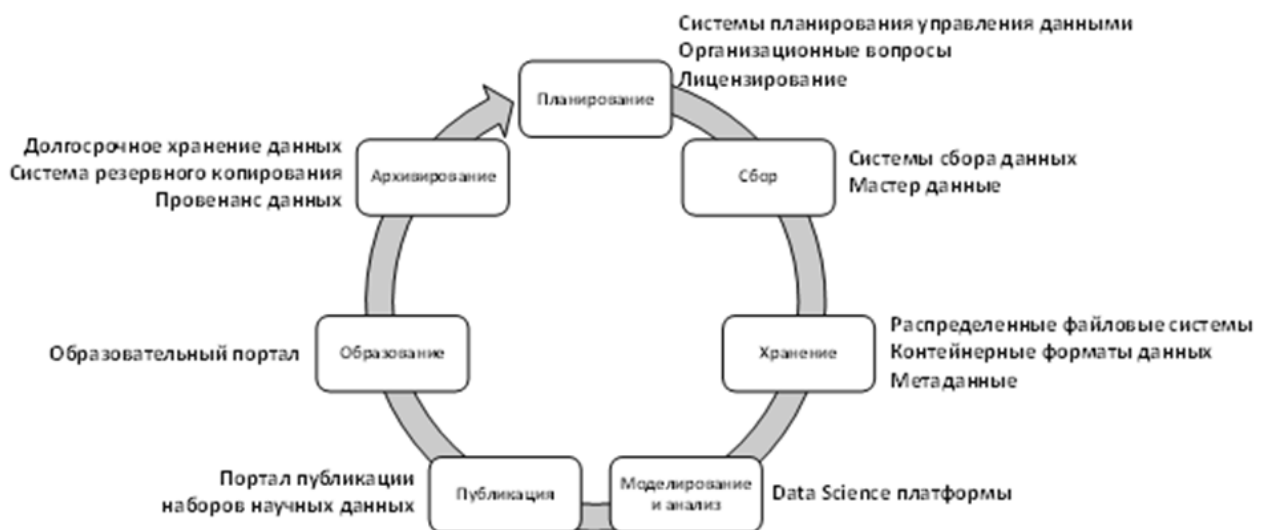 Системы планирования управления данными
Организационные вопросы
Лицензирование
Планирование
Сбор
Системы сбора данных
Мастер данные
Хранение
Распределенные файловые системы
Контейнерные форматы данных
Метаданные
Моделирование
и анализ
Data Science платформы
Публикация
Портал публикации
наборов научных данных
Образование
Образовательный портал
Архивирование
Долгосрочное хранение данных
Система резервного копирования
Провенанс данных